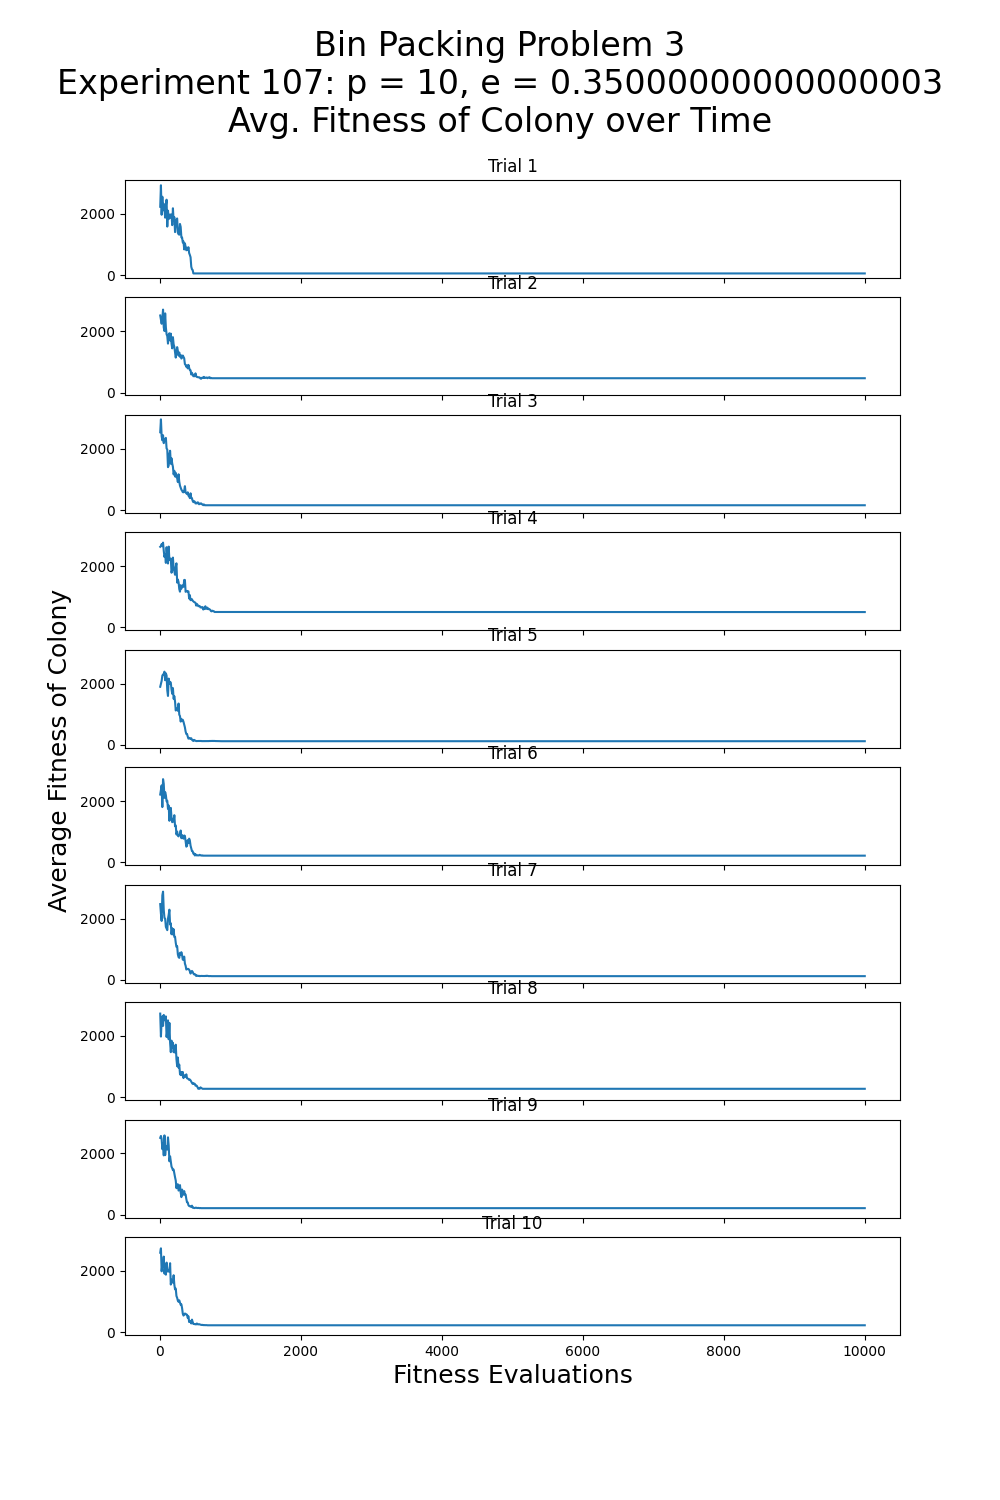 Bin Packing Problem 3
Experiment 107: p = 10, e = 0.35000000000000003
Avg. Fitness of Colony over Time
Trial 1
2000
0
Trial 2
2000
0
Trial 3
2000
0
Trial 4
2000
0
Trial 5
2000
0
Trial 6
2000
0
Trial 7
2000
0
Trial 8
2000
0
Trial 9
2000
0
Trial 10
2000
0
0 2000 4000 6000 8000 10000
Fitness Evaluations
Average Fitness of Colony